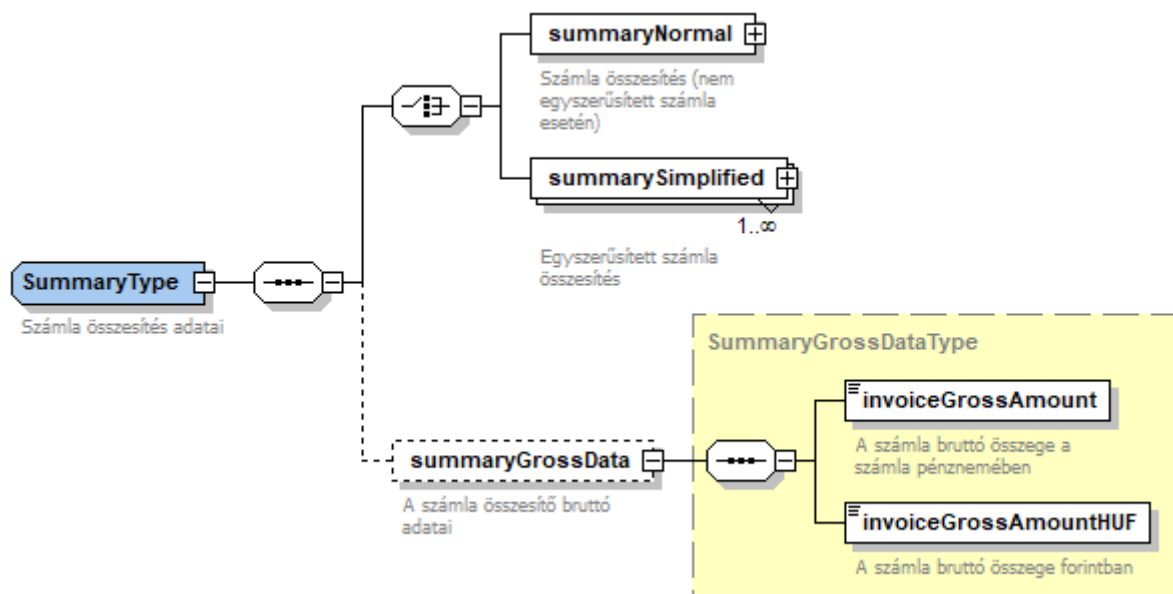 summaryNormal
Számla összesítés (nem
egyszerűsített számla
esetén)
summarySimplified
1..∞
Egyszerűsített számla
összesítés
SummaryType
Számla összesítés adatai
SummaryGrossDataType
invoiceGrossAmount
A számla bruttó összege a
számla pénznemében
summaryGrossData
A számla összesítő bruttó
adatai
invoiceGrossAmountHUF
A számla bruttó összege forintban